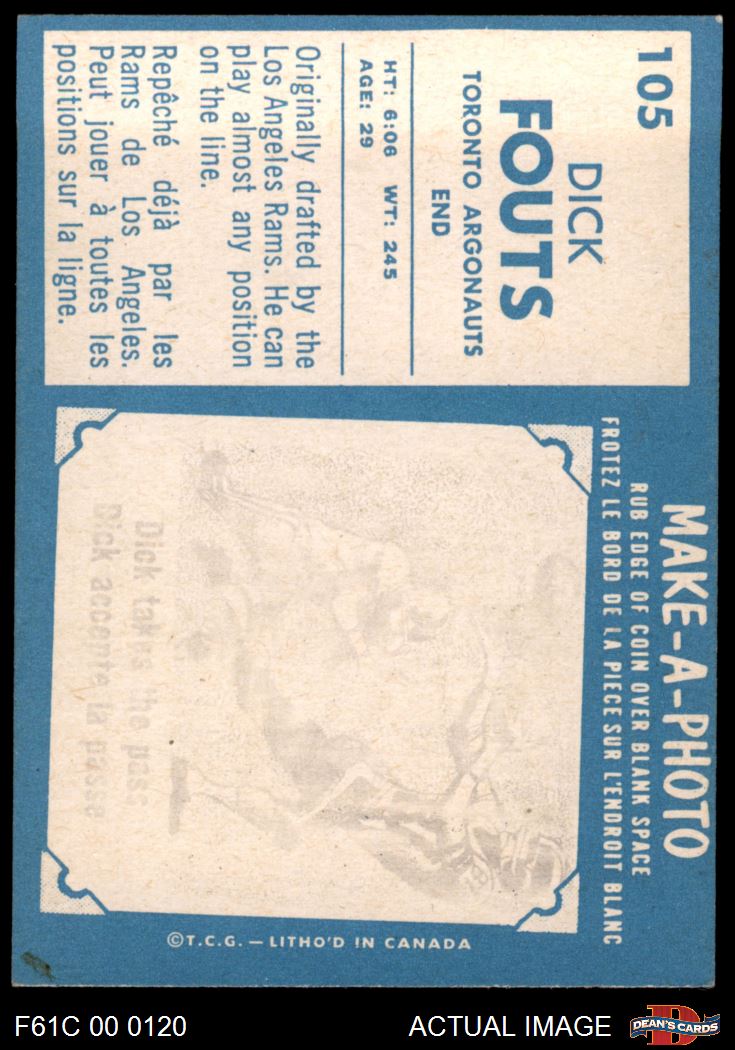 105
DICK
FOUTS
TORONTO ARGONAUTS
END
HT: 6:06 WT: 245
AGE: 29
Originally drafted by the
Los Angeles Rams. He can
play almost any position
on the line.
Repêché déjà par les
Rams de Los Angeles.
Peut jouer à toutes les
positions sur la ligne.
MAKE-A-PHOTO
RUB EDGE OF COIN OVER BLANK SPACE
FROTEZ LE BORD DE LA PIECE SUR L'ENDROIT BLANC
Dick takes the pass
Dick accepte la passe
©T.C.G. — LITHO'D IN CANADA
F61C 00 0120
ACTUAL IMAGE
D
DEAN'S CARDS